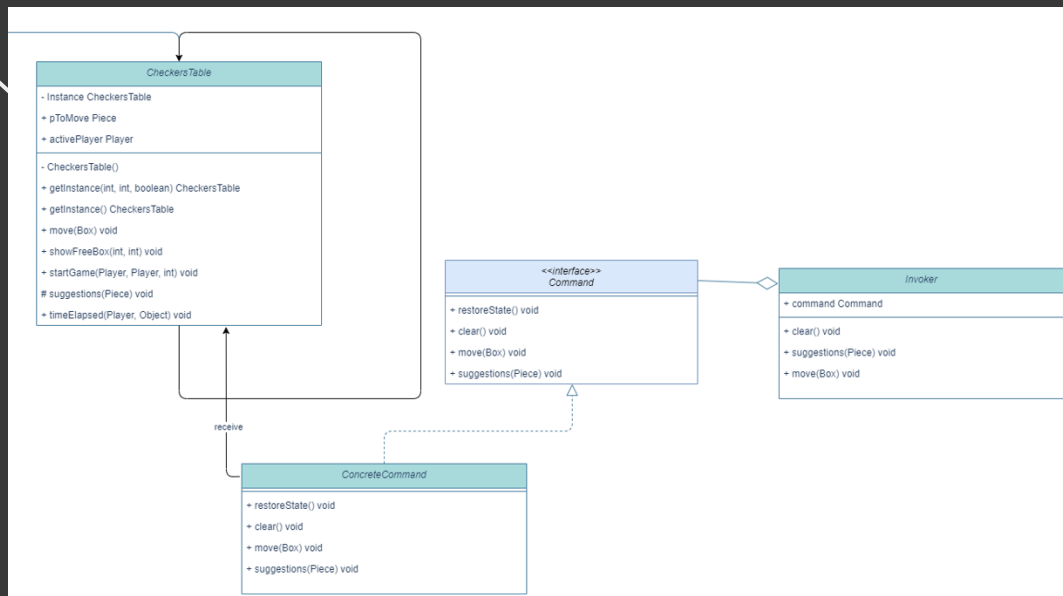 CheckersTable
- Instance CheckersTable
+ pToMove Piece
+ activePlayer Player
- CheckersTable()
+ getInstance(int, int, boolean) CheckersTable
+ getInstance() CheckersTable
+ move(Box) void
+ showFreeBox(int, int) void
+ startGame(Player, Player, int) void
# suggestions(Piece) void
+ timeElapsed(Player, Object) void
<<interface>>
Command
+ restoreState() void
+ clear() void
+ move(Box) void
+ suggestions(Piece) void
Invoker
+ command Command
+ clear() void
+ suggestions(Piece) void
+ move(Box) void
receive
ConcreteCommand
+ restoreState() void
+ clear() void
+ move(Box) void
+ suggestions(Piece) void